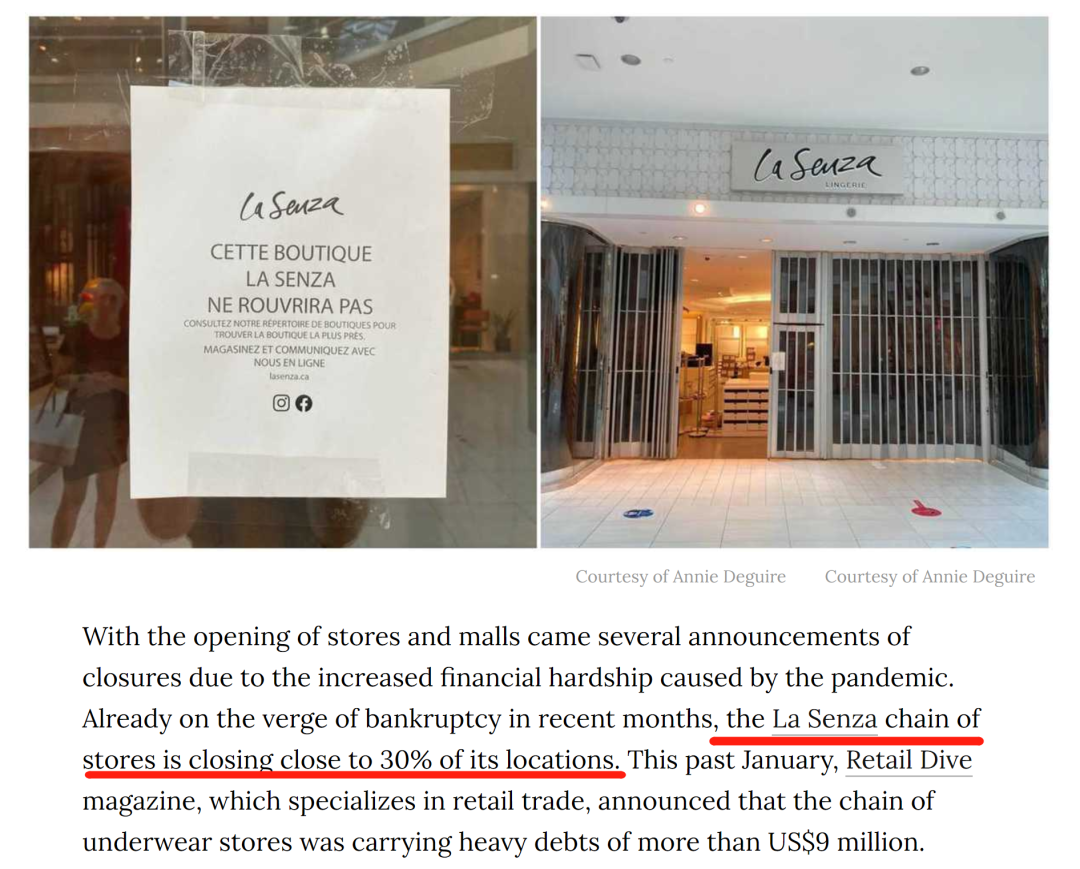 La Senza
CETTE BOUTIQUE
LA SENZA
NE ROUVRIRA PAS
CONSULTEZ NOTRE RÉPERTOIRE DE BOUTIQUES POUR
TROUVER LA BOUTIQUE LA PLUS PRÈS.
MAGASINEZ ET COMMUNIQUEZ AVEC
NOUS EN LIGNE
lasenza.ca
La Senza
LINGERIE
Courtesy of Annie Deguire
Courtesy of Annie Deguire
With the opening of stores and malls came several announcements of
closures due to the increased financial hardship caused by the pandemic.
Already on the verge of bankruptcy in recent months, the La Senza chain of
stores is closing close to 30% of its locations. This past January, Retail Dive
magazine, which specializes in retail trade, announced that the chain of
underwear stores was carrying heavy debts of more than US$9 million.